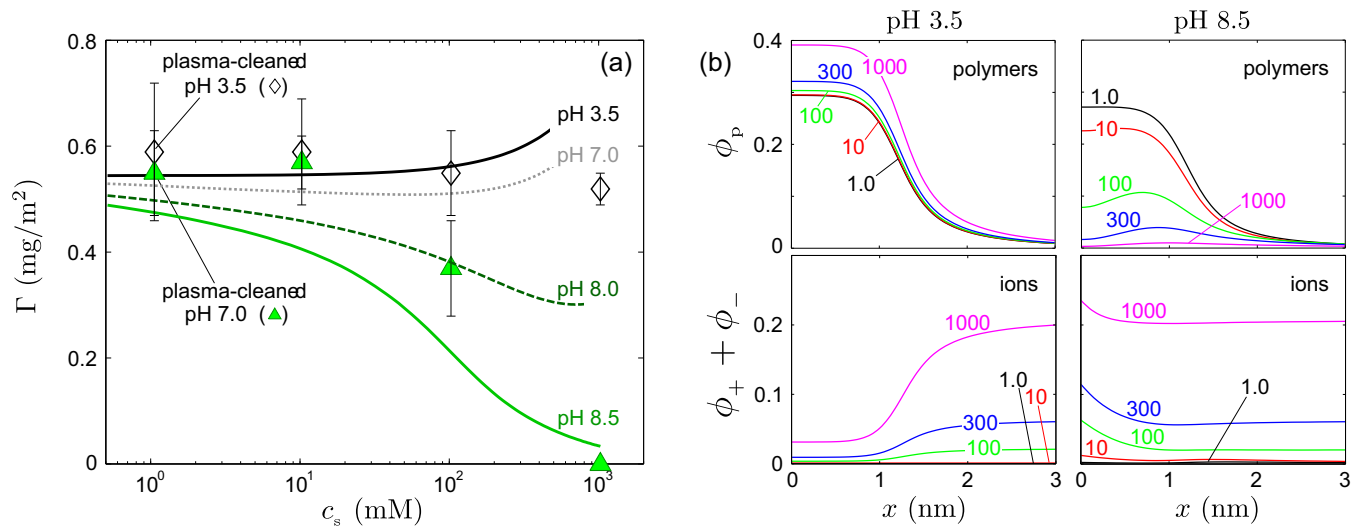 pH 3.5
pH 8.5
0.8
0.6
0.4
0.2
0
Γ (mg/m²)
plasma-cleaned
pH 3.5 (◇)
(a)
pH 3.5
pH 7.0
plasma-cleaned
pH 7.0 (▲)
pH 8.0
pH 8.5
10⁰
10¹
10²
10³
cₛ (mM)
(b)
0.4
0.2
0
ϕₚ
300
1000
polymers
100
10
1.0
polymers
1.0
10
100
1000
300
0.2
0.1
0
ϕ₊ + ϕ₋
ions
1000
1.0
10
300
100
ions
1000
300
1.0
100
10
0
1
2
3
0
1
2
3
x (nm)
x (nm)